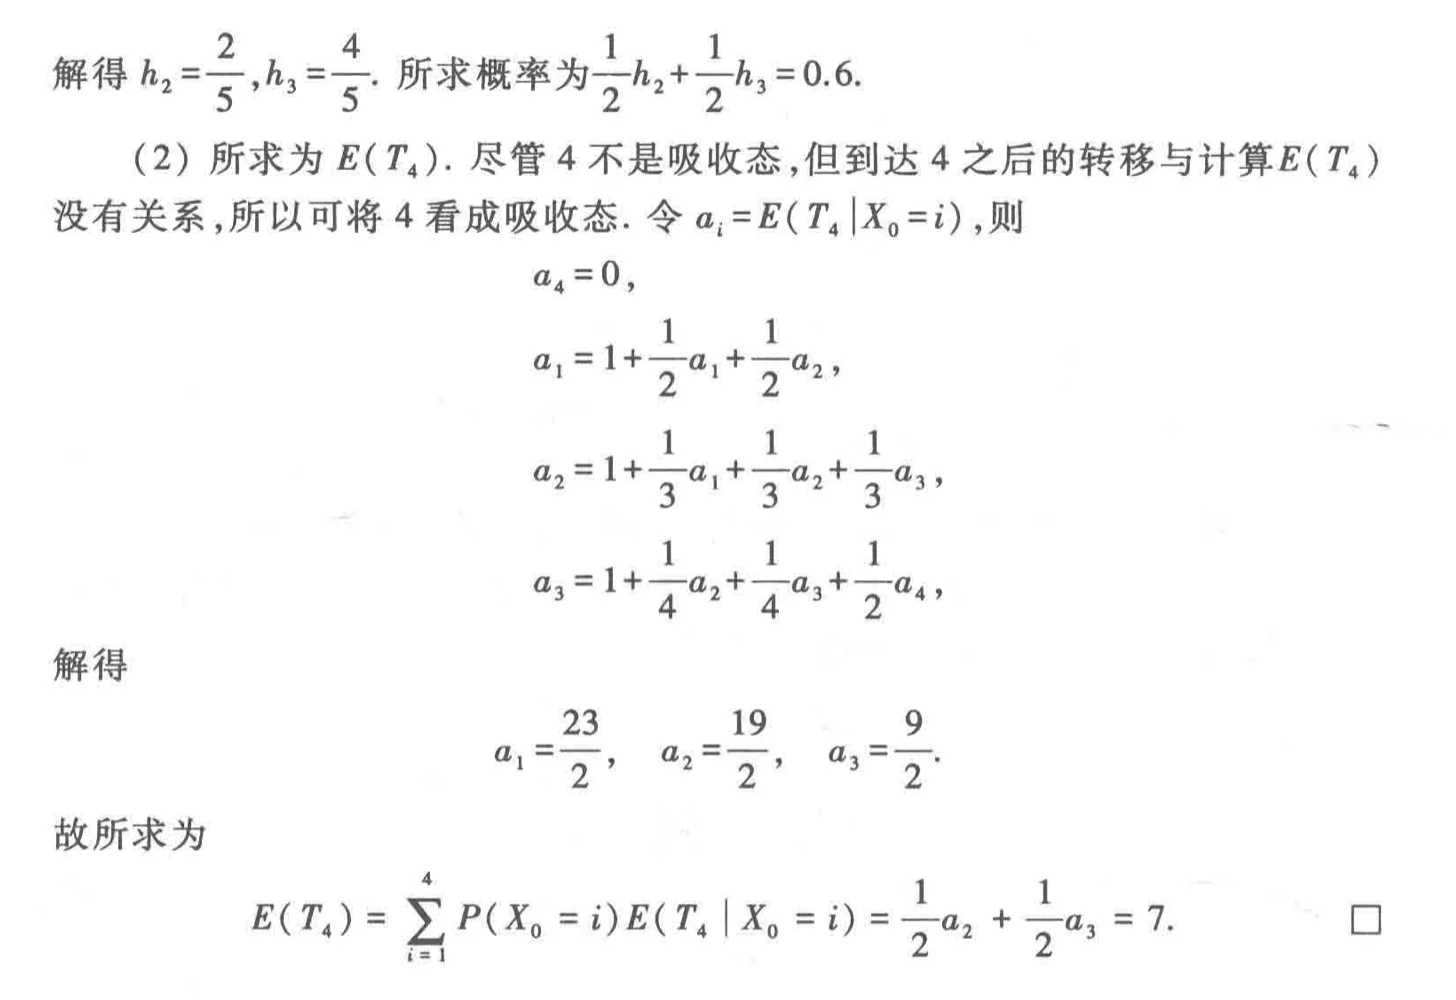 解得 $h_2=\frac{2}{5},h_3=\frac{4}{5}$. 所求概率为$\frac{1}{2}h_2+\frac{1}{2}h_3=0.6.$
(2) 所求为 $E(T_4)$. 尽管 4 不是吸收态,但到达 4 之后的转移与计算$E(T_4)$
没有关系,所以可将 4 看成吸收态. 令 $a_i=E(T_4|X_0=i)$,则
$a_4=0,$
$a_1=1+\frac{1}{2}a_1+\frac{1}{2}a_2,$
$a_2=1+\frac{1}{3}a_1+\frac{1}{3}a_2+\frac{1}{3}a_3,$
$a_3=1+\frac{1}{4}a_2+\frac{1}{4}a_3+\frac{1}{2}a_4,$
解得
$a_1=\frac{23}{2},\quad a_2=\frac{19}{2},\quad a_3=\frac{9}{2}.$
故所求为
$E(T_4)=\sum_{i=1}^{4}P(X_0=i)E(T_4|X_0=i)=\frac{1}{2}a_2+\frac{1}{2}a_3=7.$ □